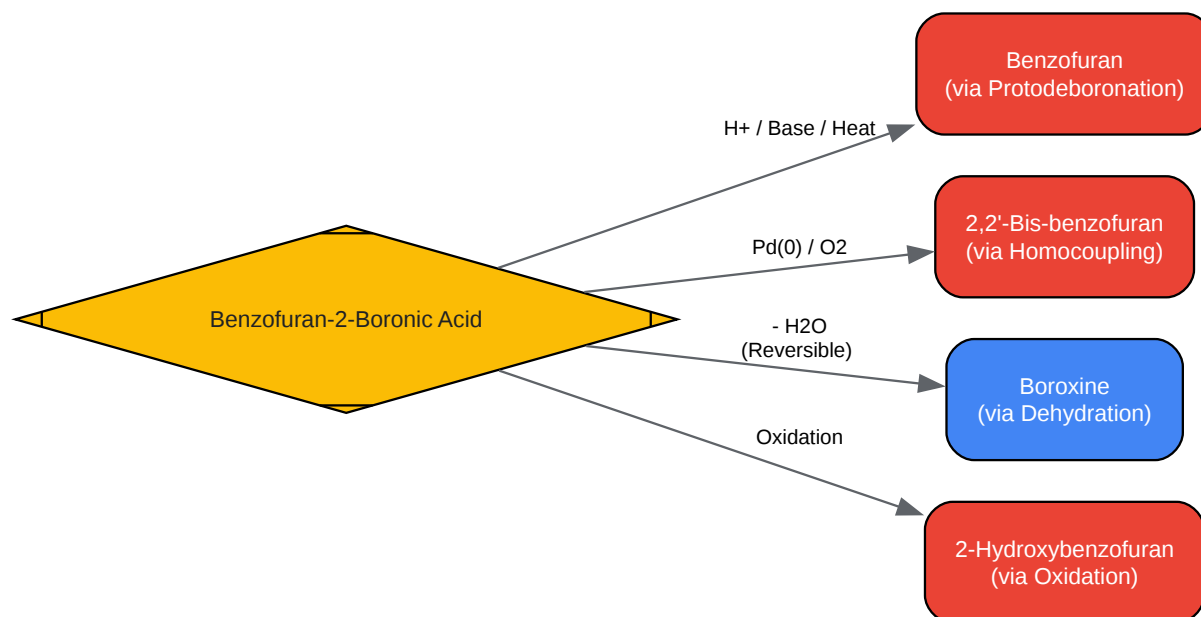 Benzofuran
(via Protodeboronation)
H+ / Base / Heat
2,2'-Bis-benzofuran
(via Homocoupling)
Pd(0) / O2
Benzofuran-2-Boronic Acid
- H2O
(Reversible)
Boroxine
(via Dehydration)
Oxidation
2-Hydroxybenzofuran
(via Oxidation)